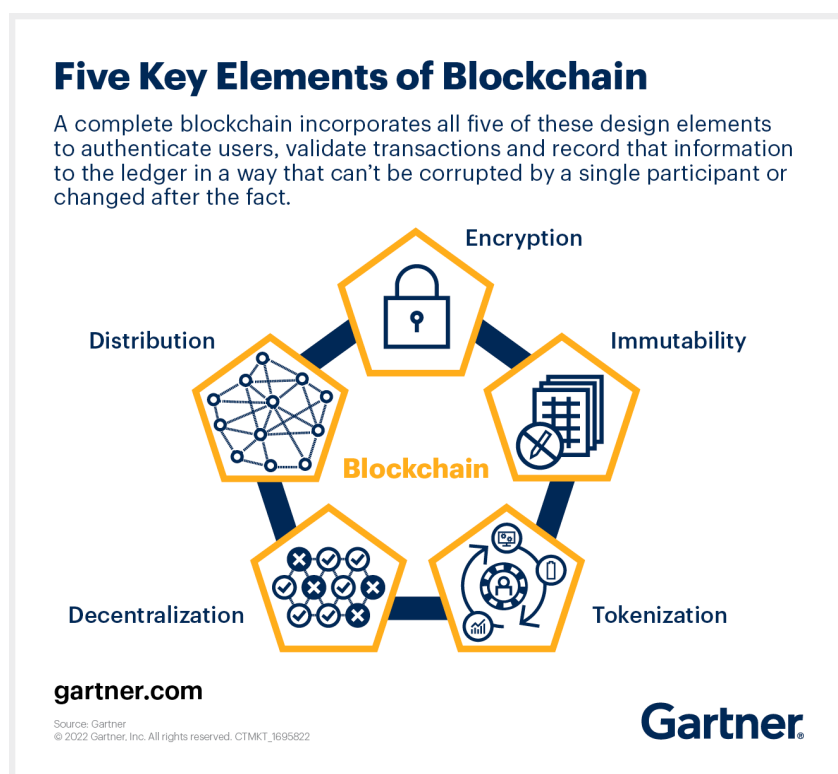 Five Key Elements of Blockchain
A complete blockchain incorporates all five of these design elements
to authenticate users, validate transactions and record that information
to the ledger in a way that can’t be corrupted by a single participant or
changed after the fact.
Encryption
Distribution
Immutability
Blockchain
Decentralization
Tokenization
gartner.com
Source: Gartner
© 2022 Gartner, Inc. All rights reserved. CTMKT_1695822
Gartner®